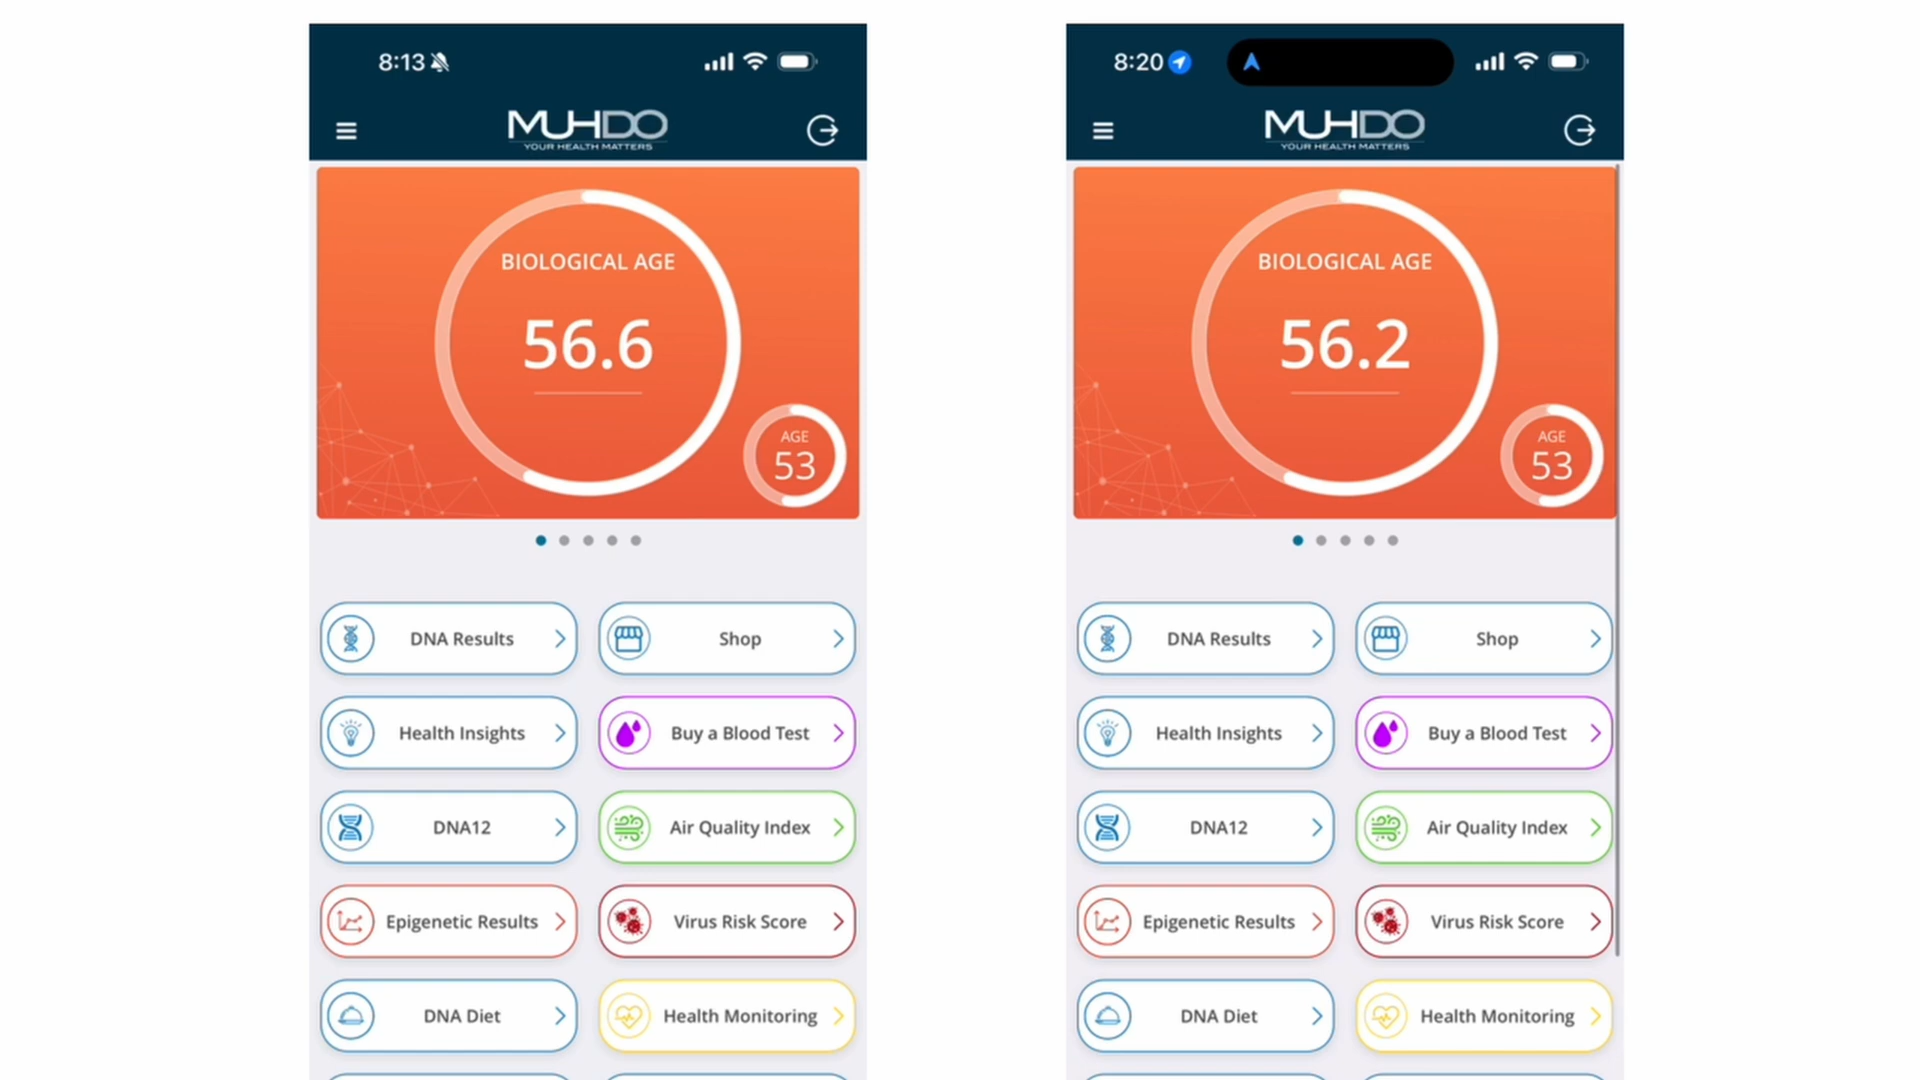 8:13
MUHDO
YOUR HEALTH MATTERS
BIOLOGICAL AGE
56.6
AGE
53
DNA Results
Shop
Health Insights
Buy a Blood Test
DNA12
Air Quality Index
Epigenetic Results
Virus Risk Score
DNA Diet
Health Monitoring
8:20
MUHDO
YOUR HEALTH MATTERS
BIOLOGICAL AGE
56.2
AGE
53
DNA Results
Shop
Health Insights
Buy a Blood Test
DNA12
Air Quality Index
Epigenetic Results
Virus Risk Score
DNA Diet
Health Monitoring